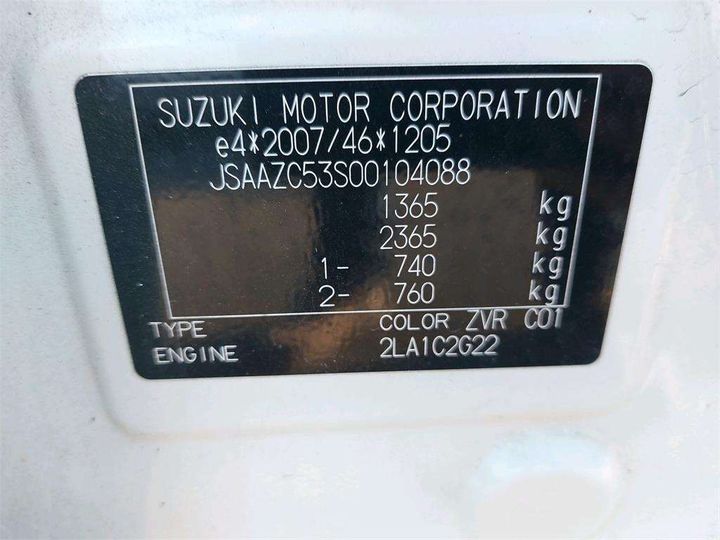 SUZUKI MOTOR CORPORATION
e4*2007/46*1205
JSAAZC53S00104088
1365 kg
2365 kg
1- 740 kg
2- 760 kg
TYPE COLOR ZVR C01
ENGINE 2LA1C2G22